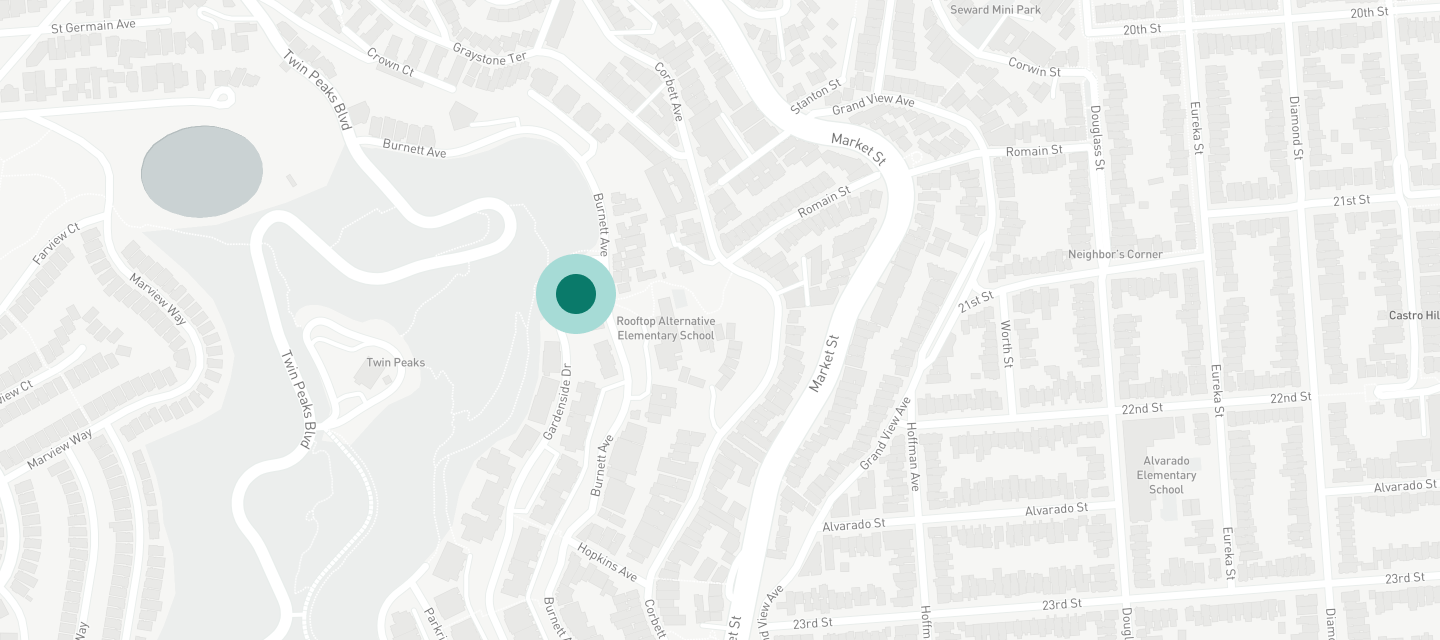 Seward Mini Park
20th St
20th St
St Germain Ave
Graystone Ter
Crown Ct
Corwin St
Twin Peaks Blvd
Corbett Ave
Stanton St
Grand View Ave
Douglass St
Eureka St
Diamond St
Burnett Ave
Market St
Romain St
Romain St
21st St
Burnett Ave
Farview Ct
Neighbor's Corner
Marview Way
21st St
Rooftop Alternative
Elementary School
Castro Hil
Worth St
Twin Peaks
Market St
Twin Peaks Blvd
view Ct
Gardenside Dr
Eureka St
22nd St
22nd St
Grand View Ave
Hoffman Ave
Marview Way
Burnett Ave
Alvarado
Elementary
School
Alvarado St
Alvarado St
Alvarado St
Hopkins Ave
Eureka St
23rd St
23rd St
23rd St
Parkri
Burnett A
Corbett
et St
d View Ave
Hoffm
Dougl
Diam
Way